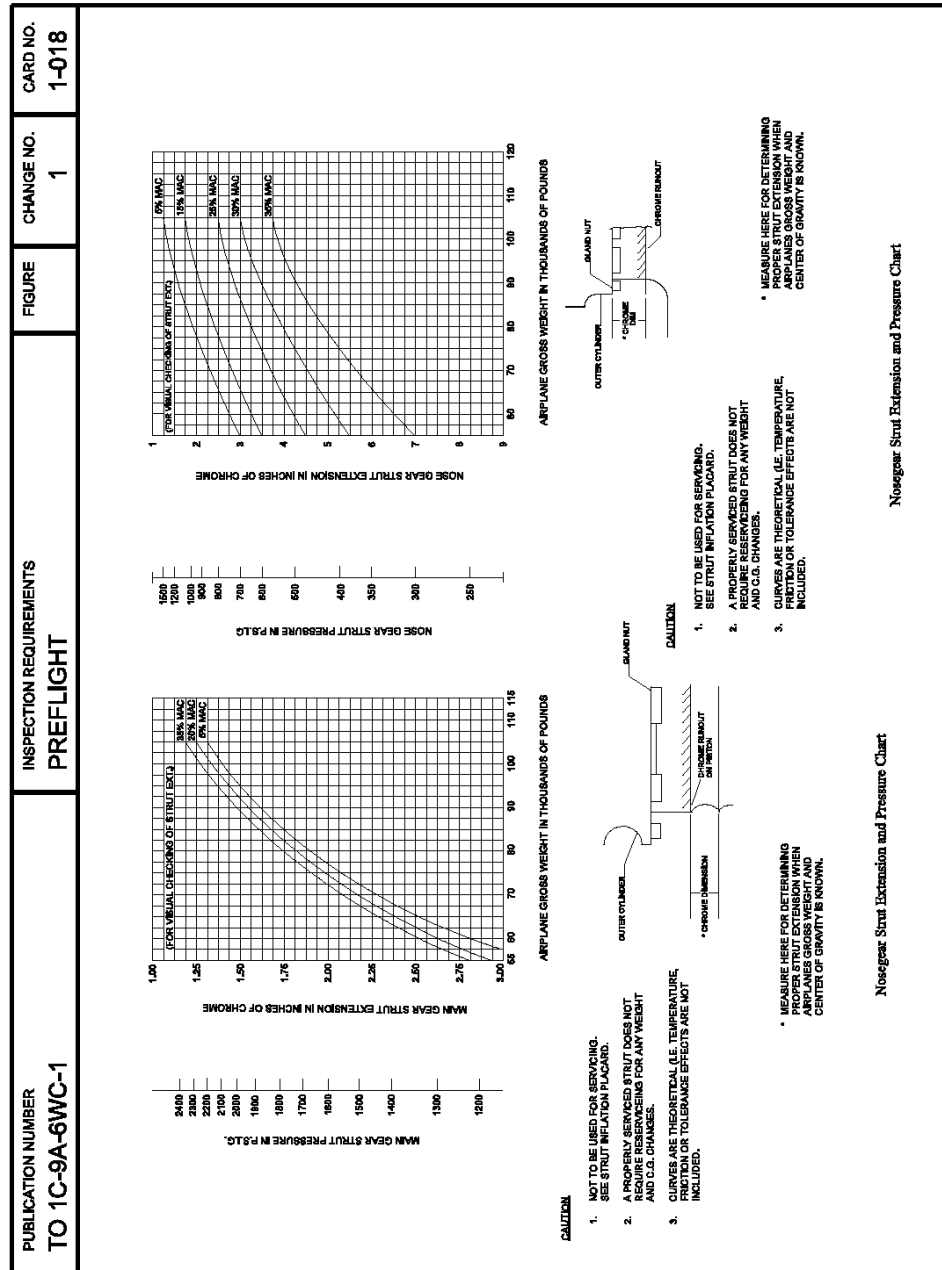 PUBLICATION NUMBER
TO 1C-9A-6WC-1
INSPECTION REQUIREMENTS
PREFLIGHT
FIGURE
CHANGE NO.
1
CARD NO.
1-018
MAIN GEAR STRUT PRESSURE IN P.S.I.G.
2400
2300
2200
2100
2000
1900
1800
1700
1600
1500
1400
1300
1200
MAIN GEAR STRUT EXTENSION IN INCHES OF CHROME
1.00
1.25
1.50
1.75
2.00
2.25
2.50
2.75
3.00
(FOR VISUAL CHECKING OF STRUT EXT.)
35% MAC
20% MAC
5% MAC
55 60 70 80 90 100 110 115
AIRPLANE GROSS WEIGHT IN THOUSANDS OF POUNDS
NOSE GEAR STRUT PRESSURE IN P.S.I.G
1500
1200
1000
900
800
700
600
500
400
350
300
250
NOSE GEAR STRUT EXTENSION IN INCHES OF CHROME
1
2
3
4
5
6
7
8
9
(FOR VISUAL CHECKING OF STRUT EXT.)
5% MAC
15% MAC
25% MAC
30% MAC
35% MAC
60 70 80 90 100 110 120
AIRPLANE GROSS WEIGHT IN THOUSANDS OF POUNDS
CAUTION
1. NOT TO BE USED FOR SERVICING.
SEE STRUT INFLATION PLACARD.
2. A PROPERLY SERVICED STRUT DOES NOT
REQUIRE RESERVICEING FOR ANY WEIGHT
AND C.G. CHANGES.
3. CURVES ARE THEORETICAL (I.E. TEMPERATURE,
FRICTION OR TOLERANCE EFFECTS ARE NOT
INCLUDED.
OUTER CYLINDER
GLAND NUT
* CHROME DIMENSION
CHROME RUNOUT
ON PISTON
* MEASURE HERE FOR DETERMINING
PROPER STRUT EXTENSION WHEN
AIRPLANES GROSS WEIGHT AND
CENTER OF GRAVITY IS KNOWN.
Nosegear Strut Extension and Pressure Chart
CAUTION
1. NOT TO BE USED FOR SERVICING.
SEE STRUT INFLATION PLACARD.
2. A PROPERLY SERVICED STRUT DOES NOT
REQUIRE RESERVICEING FOR ANY WEIGHT
AND C.G. CHANGES.
3. CURVES ARE THEORETICAL (I.E. TEMPERATURE,
FRICTION OR TOLERANCE EFFECTS ARE NOT
INCLUDED.
OUTER CYLINDER
GLAND NUT
* CHROME
DIM
CHROME RUNOUT
* MEASURE HERE FOR DETERMINING
PROPER STRUT EXTENSION WHEN
AIRPLANES GROSS WEIGHT AND
CENTER OF GRAVITY IS KNOWN.
Nosegear Strut Extension and Pressure Chart